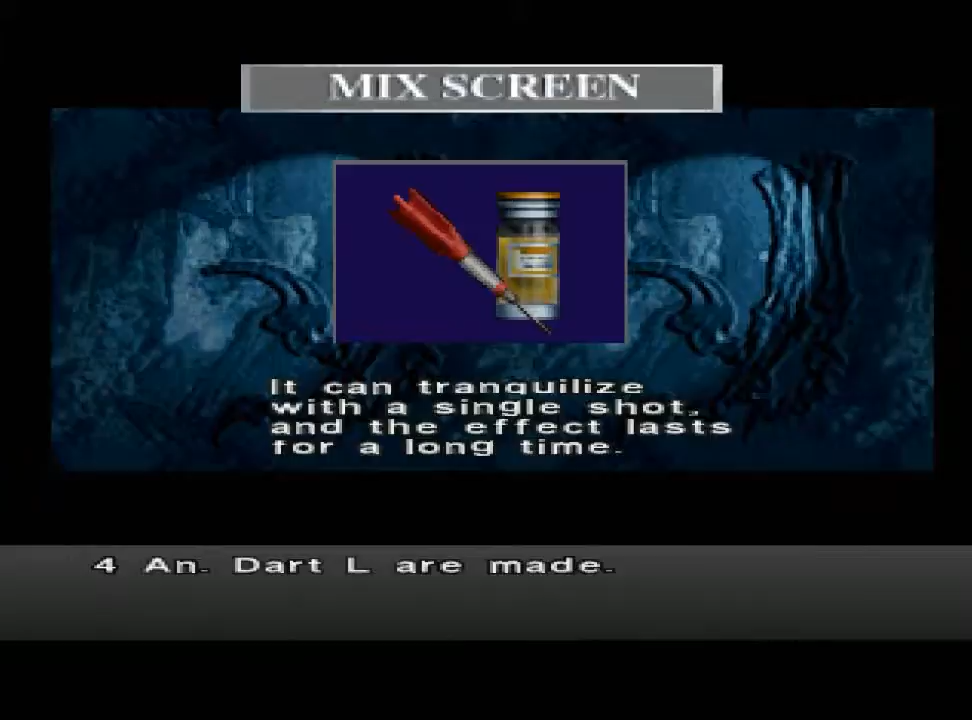 MIX SCREEN
It can tranquilize
with a single shot,
and the effect lasts
for a long time.
4 An. Dart L are made.